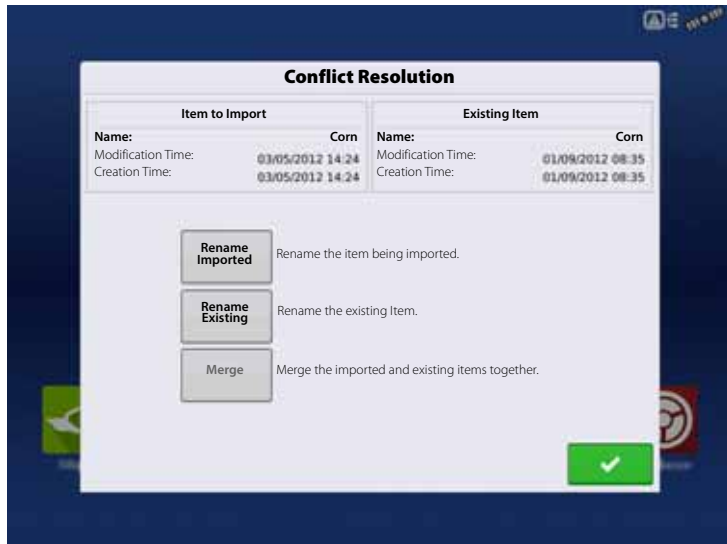 Conflict Resolution
Item to Import
Existing Item
Name: Corn
Name: Corn
Modification Time: 03/05/2012 14:24
Modification Time: 01/09/2012 08:35
Creation Time: 03/05/2012 14:24
Creation Time: 01/09/2012 08:35
Rename
Imported
Rename the item being imported.
Rename
Existing
Rename the existing Item.
Merge
Merge the imported and existing items together.